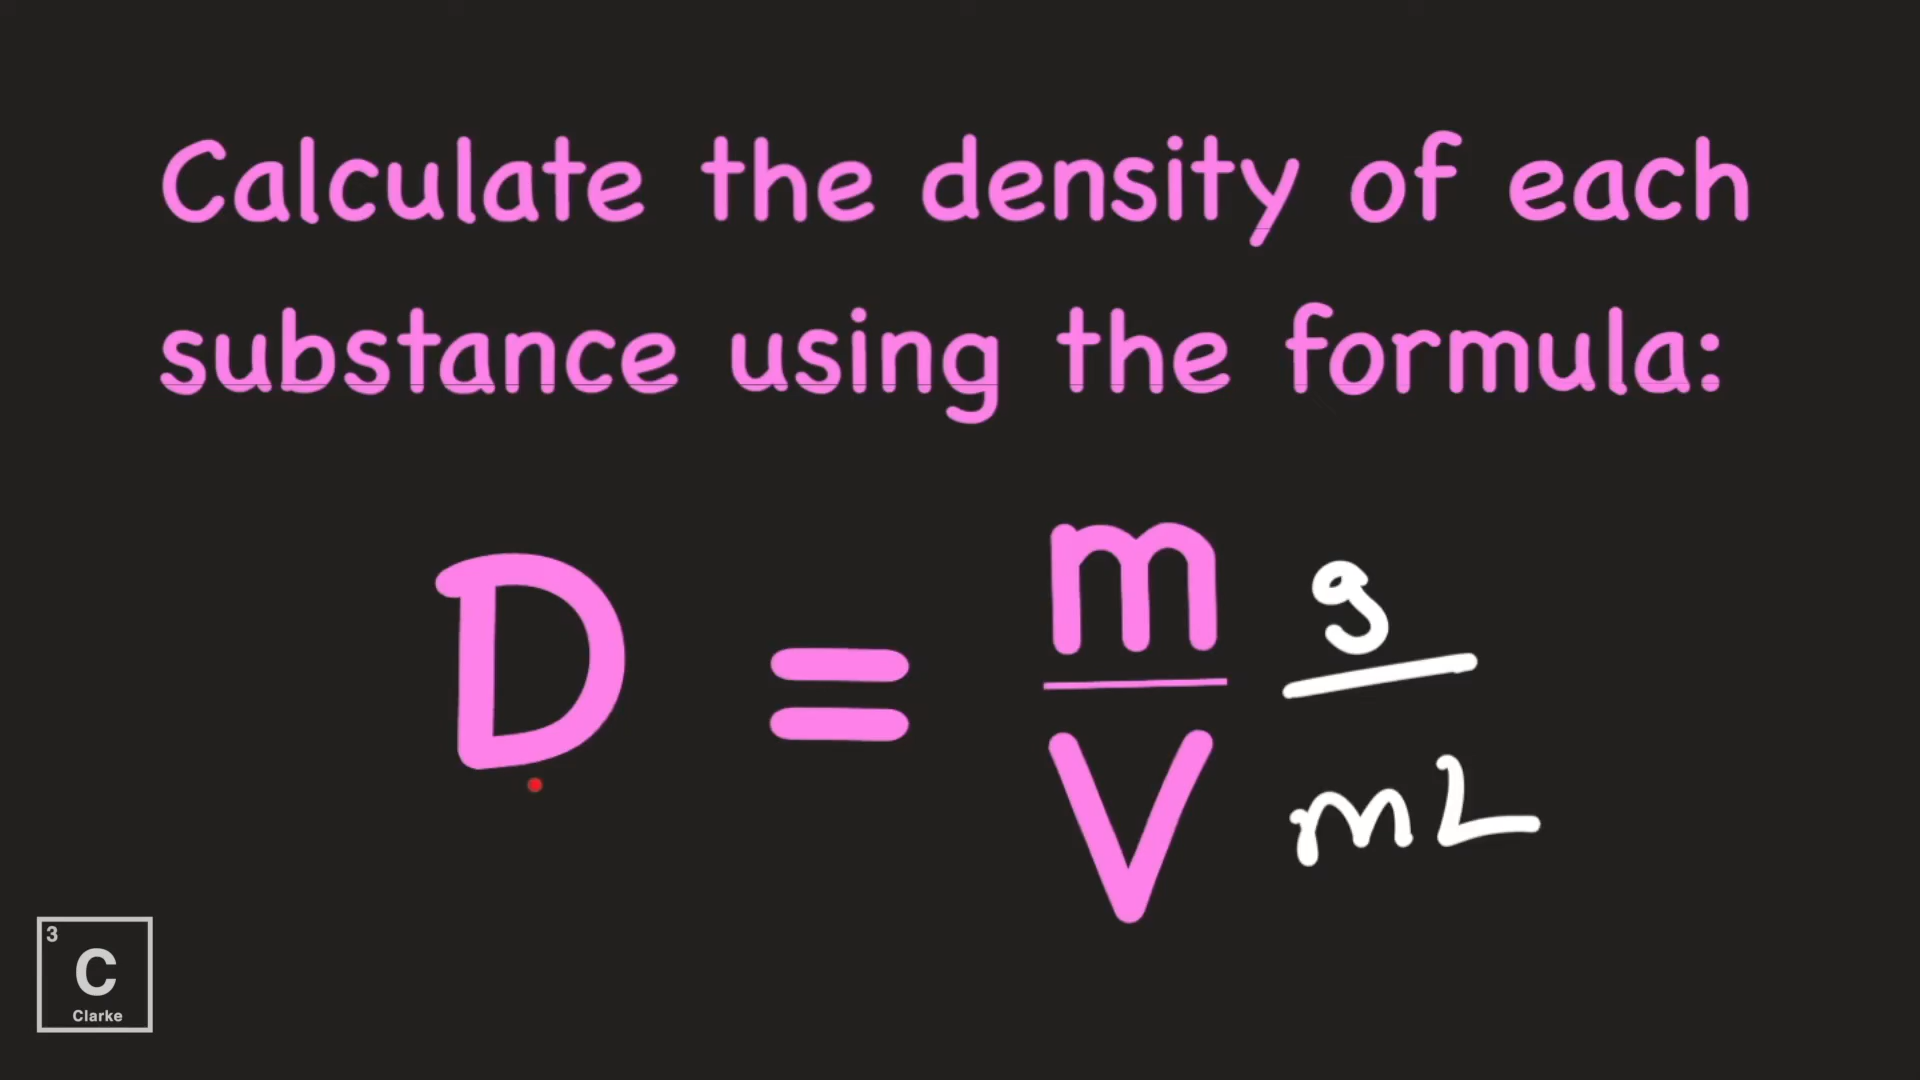 Calculate the density of each
substance using the formula:
D = m/V g/mL
3
C
Clarke